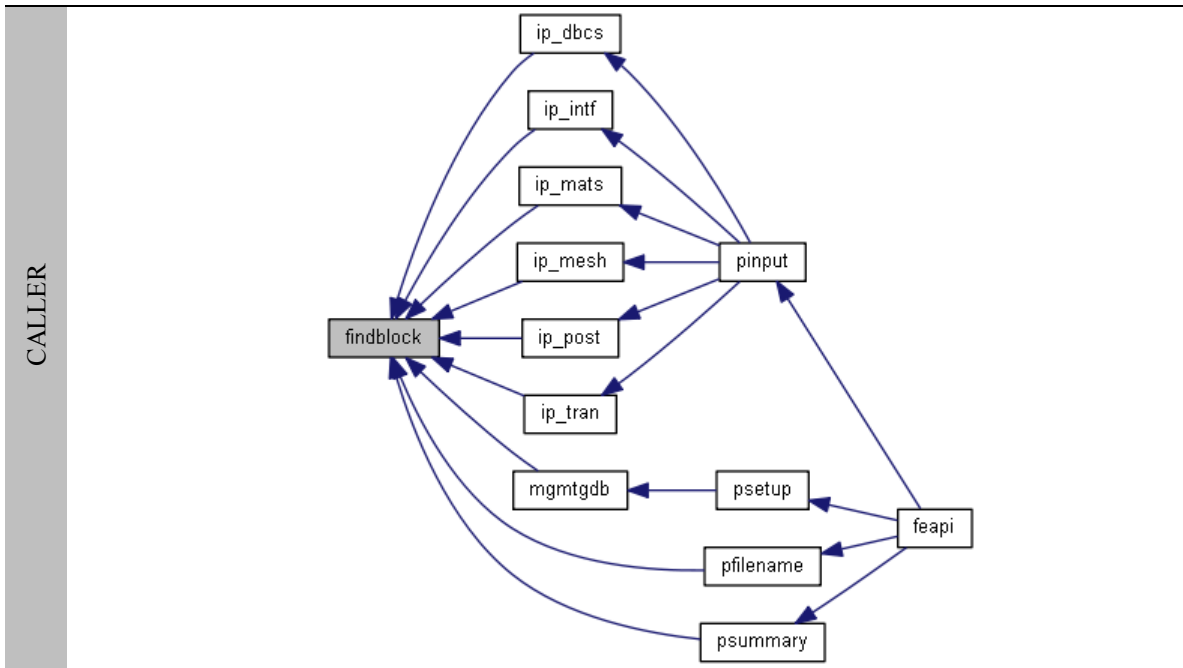 CALLER
ip_dbcs
ip_intf
ip_mats
ip_mesh
pinput
findblock
ip_post
ip_tran
mgmtgdb
psetup
feapi
pfilename
psummary